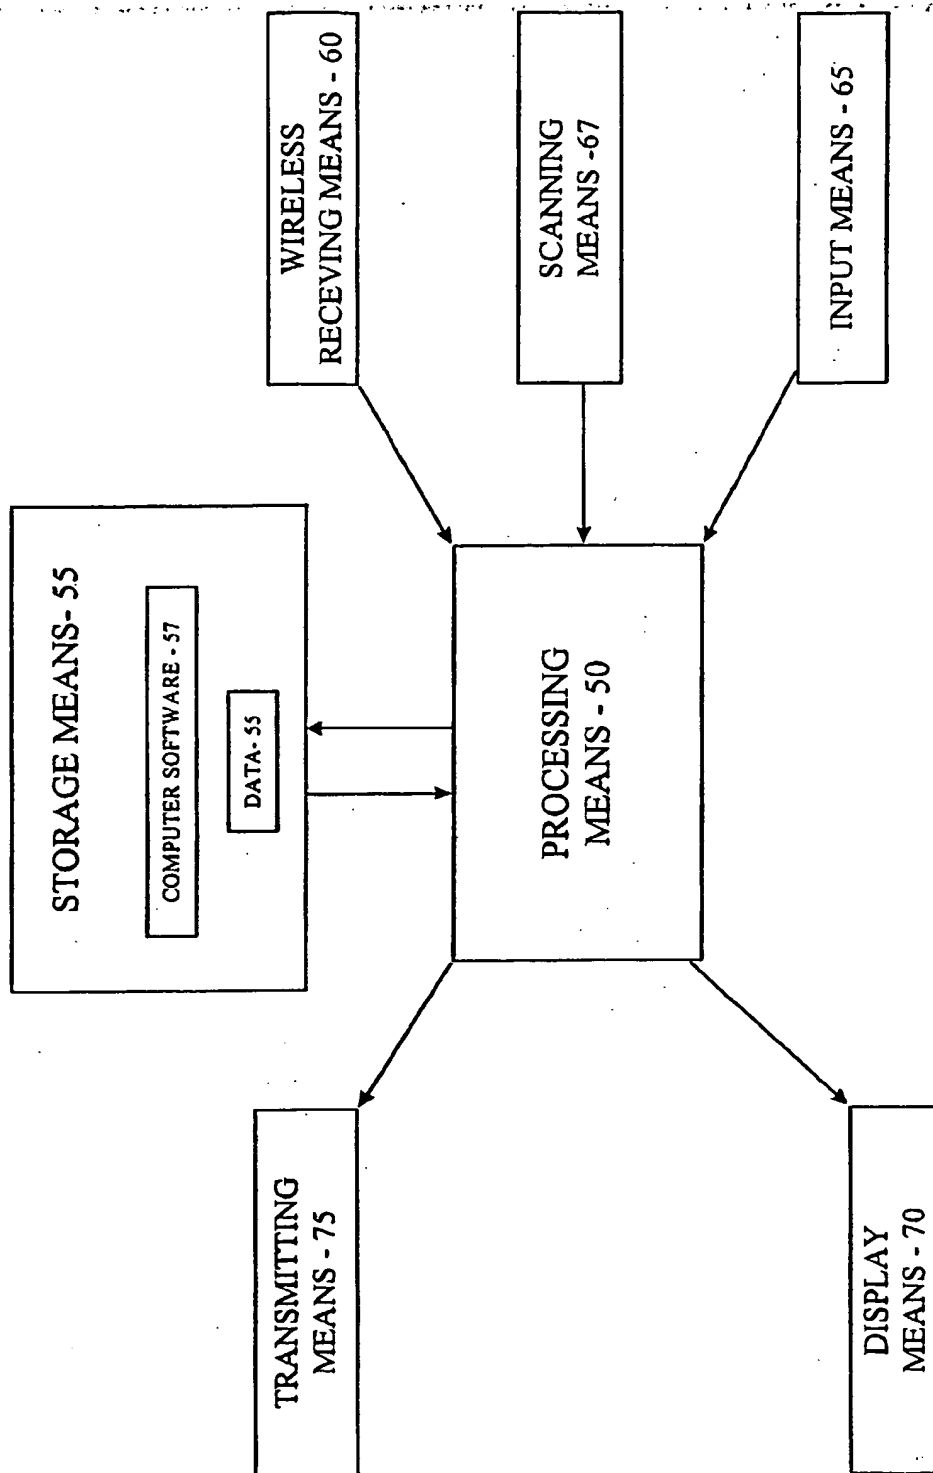 STORAGE MEANS- 55
COMPUTER SOFTWARE - 57
DATA- 55
TRANSMITTING
MEANS - 75
WIRELESS
RECEVING MEANS - 60
PROCESSING
MEANS - 50
SCANNING
MEANS -67
INPUT MEANS - 65
DISPLAY
MEANS - 70